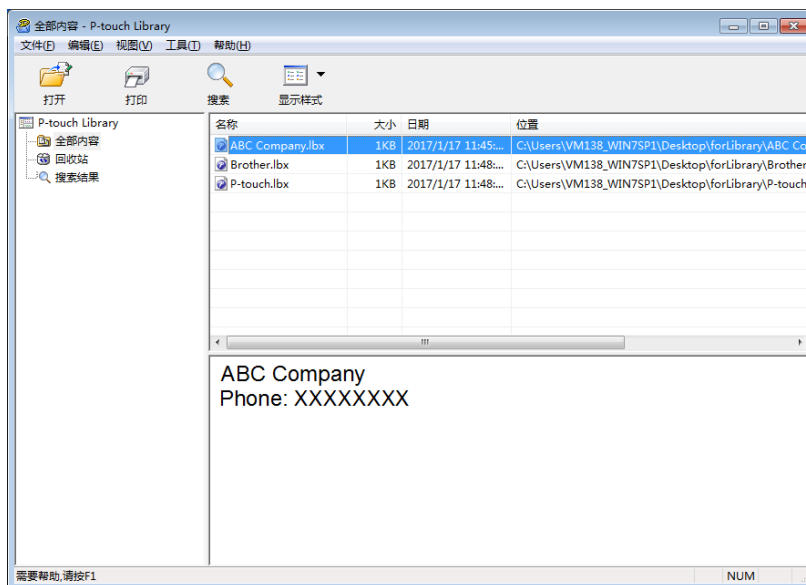 全部内容 - P-touch Library
文件(F) 编辑(E) 视图(V) 工具(T) 帮助(H)
打开 打印 搜索 显示样式
P-touch Library
全部内容
回收站
搜索结果
名称 大小 日期 位置
ABC Company.lbx 1KB 2017/1/17 11:45:... C:\Users\VM138_WIN7SP1\Desktop\forLibrary\ABC Co
Brother.lbx 1KB 2017/1/17 11:48:... C:\Users\VM138_WIN7SP1\Desktop\forLibrary\Brother
P-touch.lbx 1KB 2017/1/17 11:48:... C:\Users\VM138_WIN7SP1\Desktop\forLibrary\P-touch
ABC Company
Phone: XXXXXXXX
需要帮助,请按F1 NUM